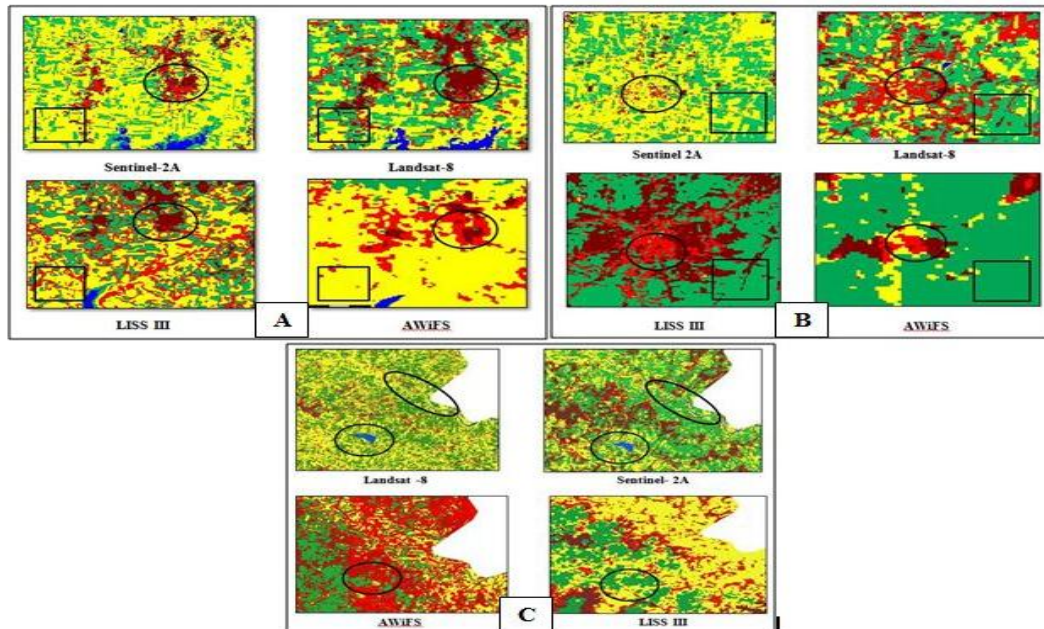 Sentinel-2A
Landsat-8
LISS III
A
AWiFS
Sentinel 2A
Landsat-8
LISS III
B
AWiFS
Landsat -8
Sentinel- 2A
AWiFS
C
LISS III